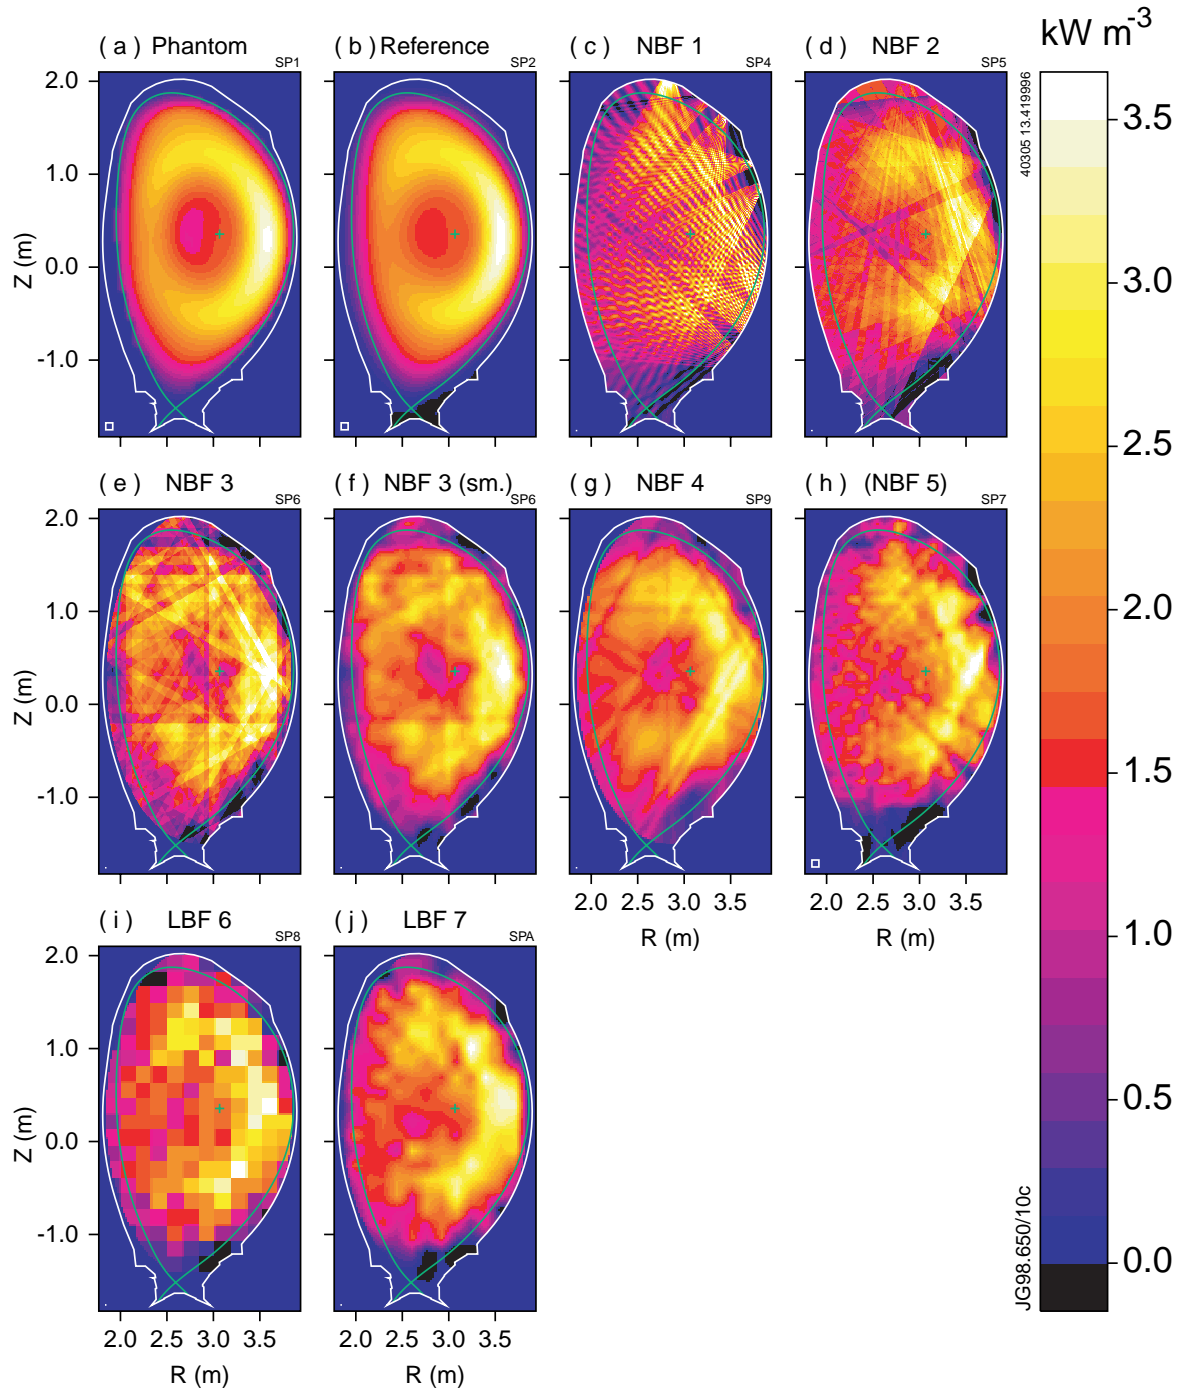 kW m-3
( a ) Phantom
( b ) Reference
( c ) NBF 1
( d ) NBF 2
SP1
SP2
SP4
SP5
40305 13.419996
2.0
1.0
0.0
-1.0
Z (m)
( e ) NBF 3
( f ) NBF 3 (sm.)
( g ) NBF 4
( h ) (NBF 5)
SP6
SP6
SP9
SP7
2.0
1.0
0.0
-1.0
Z (m)
2.0 2.5 3.0 3.5
R (m)
2.0 2.5 3.0 3.5
R (m)
( i ) LBF 6
( j ) LBF 7
SP8
SPA
2.0
1.0
0.0
-1.0
Z (m)
2.0 2.5 3.0 3.5
R (m)
2.0 2.5 3.0 3.5
R (m)
3.5
3.0
2.5
2.0
1.5
1.0
0.5
0.0
JG98.650/10c